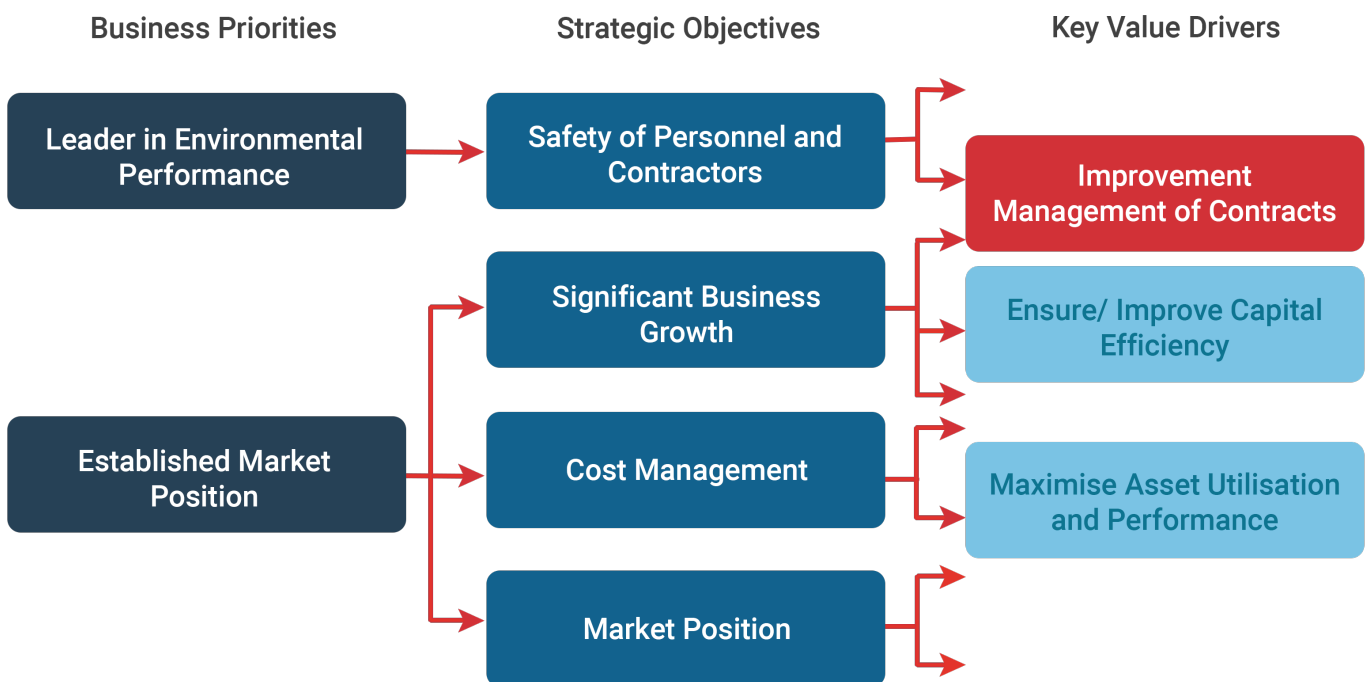 Business Priorities
Strategic Objectives
Key Value Drivers
Leader in Environmental
Performance
Safety of Personnel and
Contractors
Improvement
Management of Contracts
Significant Business
Growth
Ensure/ Improve Capital
Efficiency
Established Market
Position
Cost Management
Maximise Asset Utilisation
and Performance
Market Position